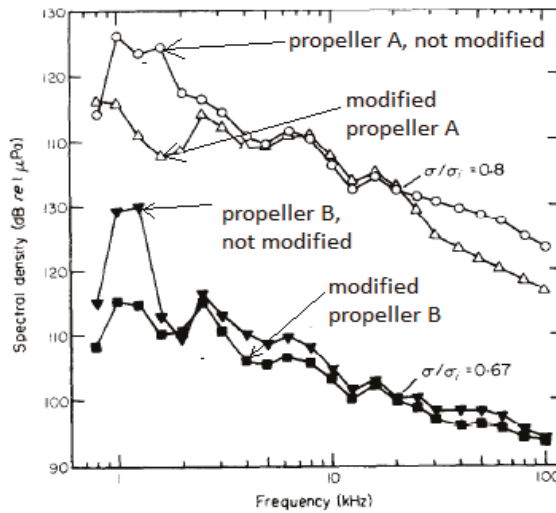 130
120
110
130
120
110
100
90
Spectral density (dB re 1 μPa)
propeller A, not modified
modified
propeller A
σ/σi = 0.8
propeller B,
not modified
modified
propeller B
σ/σi = 0.67
1
10
100
Frequency (kHz)